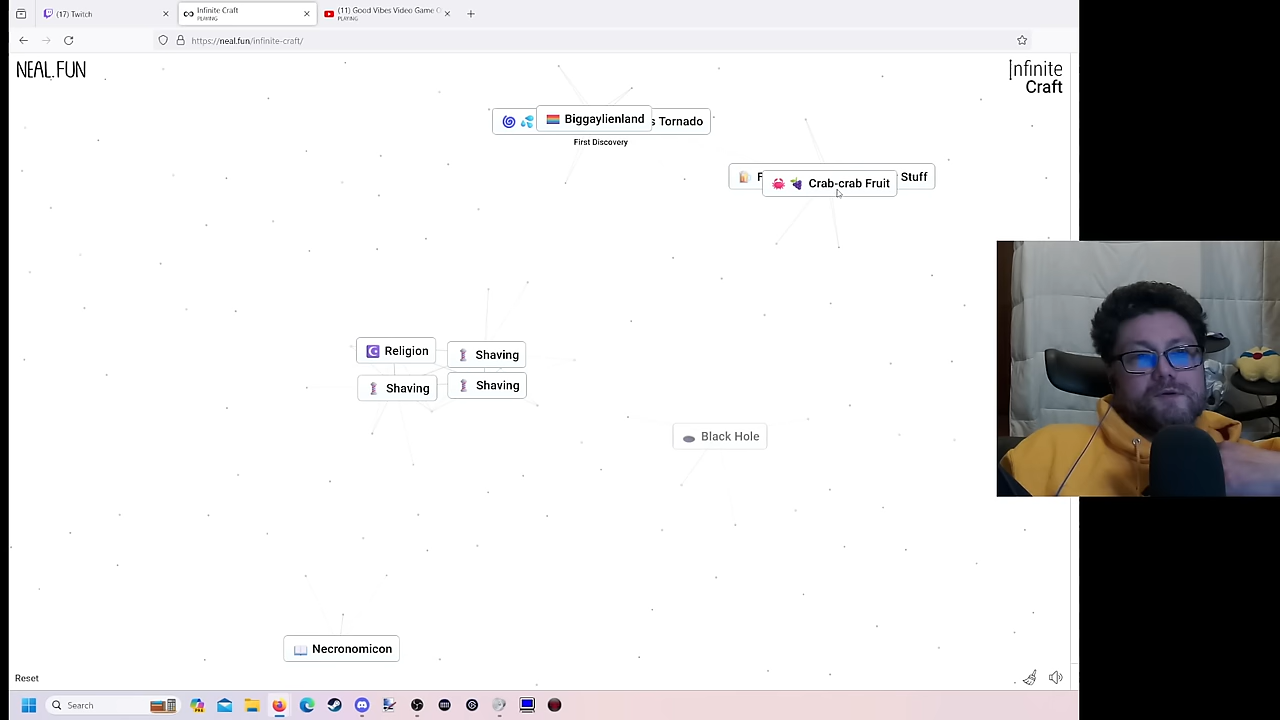 (17) Twitch
Infinite Craft
PLAYING
(11) Good Vibes Video Game
PLAYING
https://neal.fun/infinite-craft/
NEAL.FUN
Infinite
Craft
Biggaylienland
s Tornado
First Discovery
F
Stuff
Crab-crab Fruit
Religion
Shaving
Shaving
Shaving
Black Hole
Necronomicon
Reset
Search